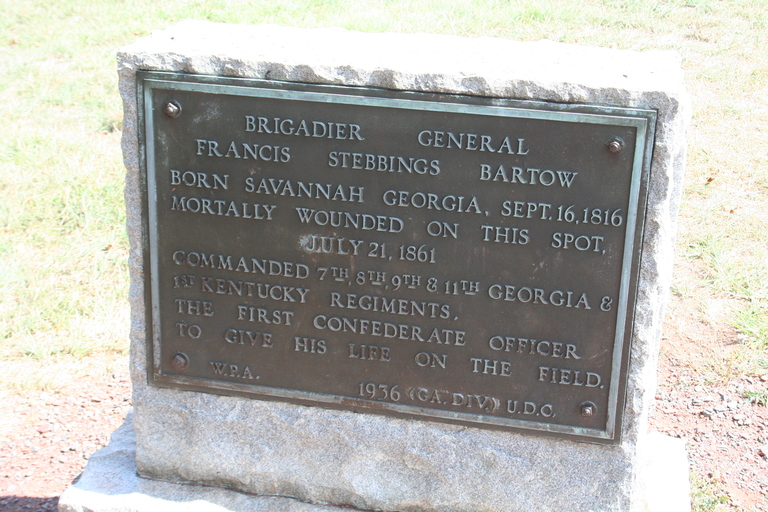 BRIGADIER GENERAL
FRANCIS STEBBINGS BARTOW
BORN SAVANNAH GEORGIA, SEPT. 16, 1816
MORTALLY WOUNDED ON THIS SPOT,
JULY 21, 1861
COMMANDED 7TH, 8TH, 9TH & 11TH GEORGIA &
1ST KENTUCKY REGIMENTS.
THE FIRST CONFEDERATE OFFICER
TO GIVE HIS LIFE ON THE FIELD.
W.P.A. 1936 (GA. DIV.) U.D.C.